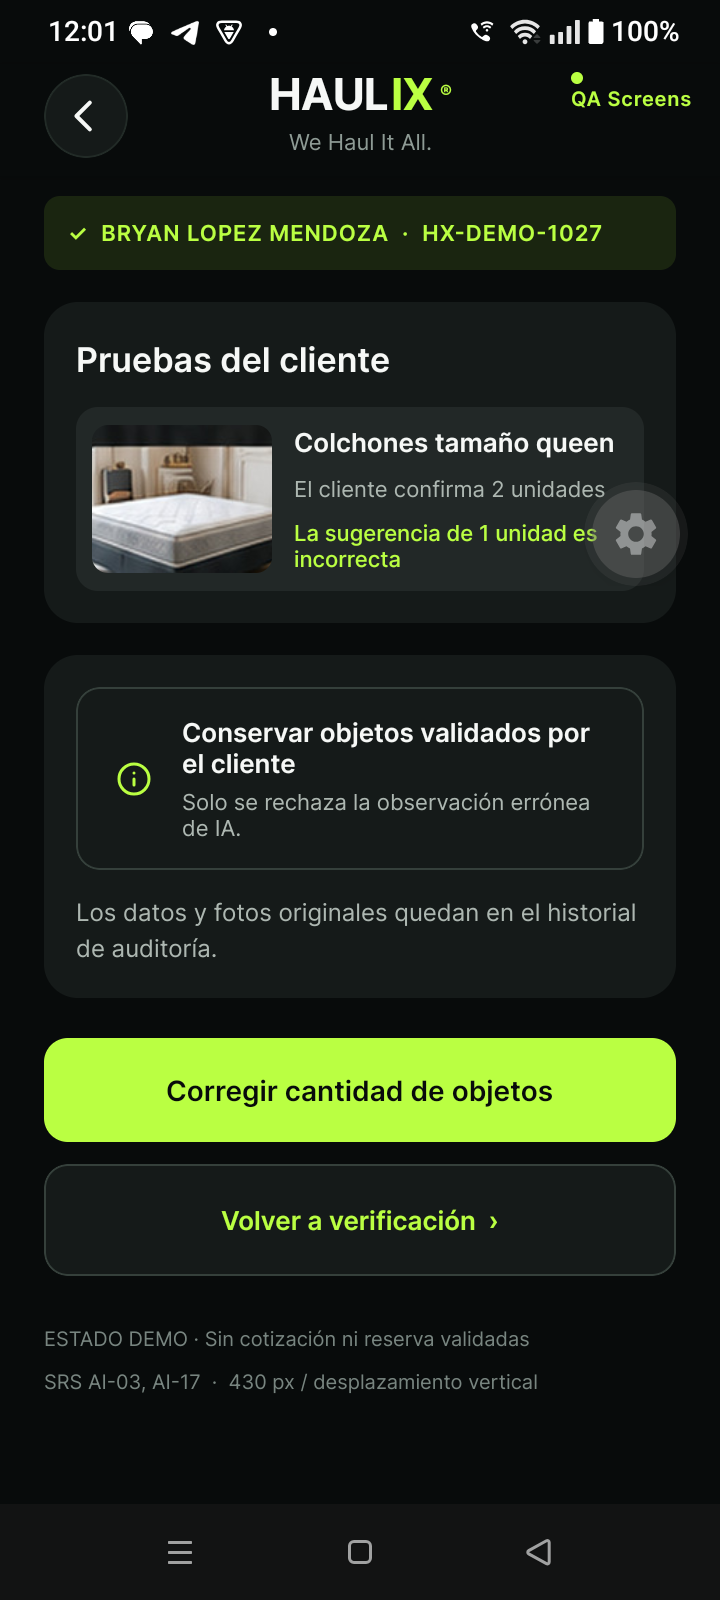 12:01
100%
HAULIX ®
We Haul It All.
QA Screens
✓ BRYAN LOPEZ MENDOZA · HX-DEMO-1027
Pruebas del cliente
Colchones tamaño queen
El cliente confirma 2 unidades
La sugerencia de 1 unidad es
incorrecta
Conservar objetos validados por
el cliente
Solo se rechaza la observación errónea
de IA.
Los datos y fotos originales quedan en el historial
de auditoría.
Corregir cantidad de objetos
Volver a verificación ›
ESTADO DEMO · Sin cotización ni reserva validadas
SRS AI-03, AI-17 · 430 px / desplazamiento vertical